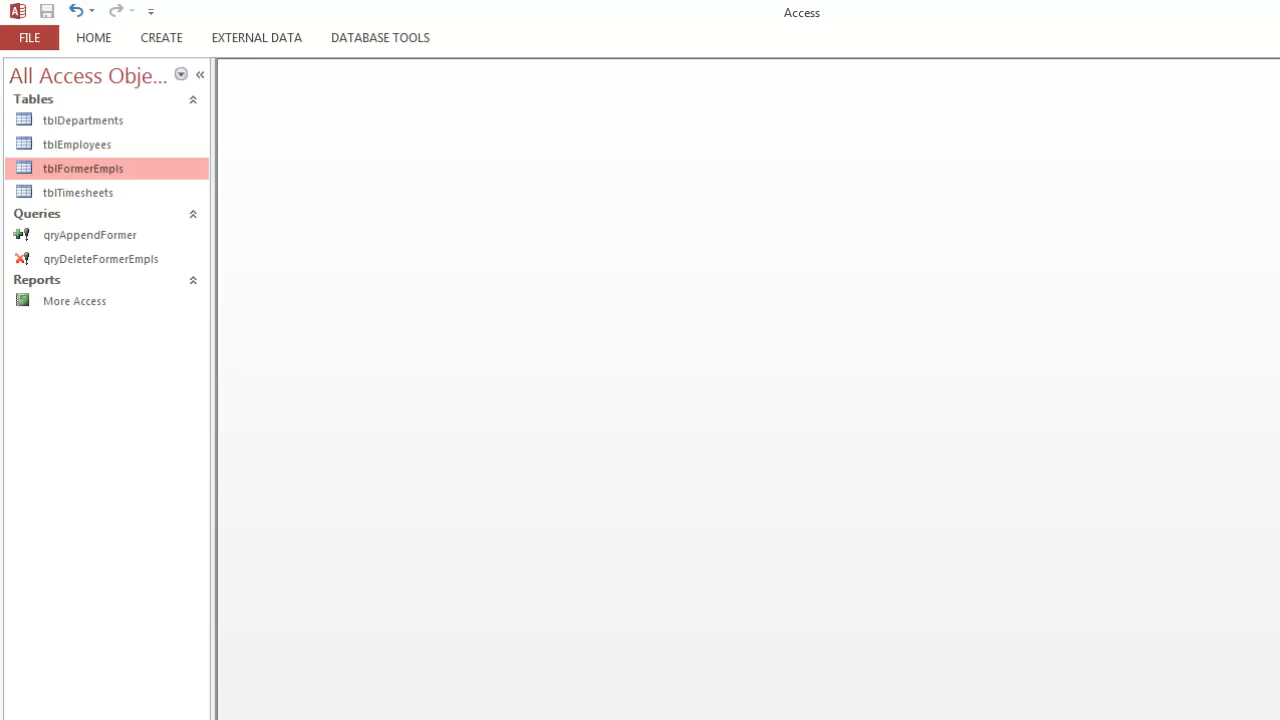 Access
FILE HOME CREATE EXTERNAL DATA DATABASE TOOLS
All Access Obje...
Tables
tblDepartments
tblEmployees
tblFormerEmpls
tblTimesheets
Queries
qryAppendFormer
qryDeleteFormerEmpls
Reports
More Access